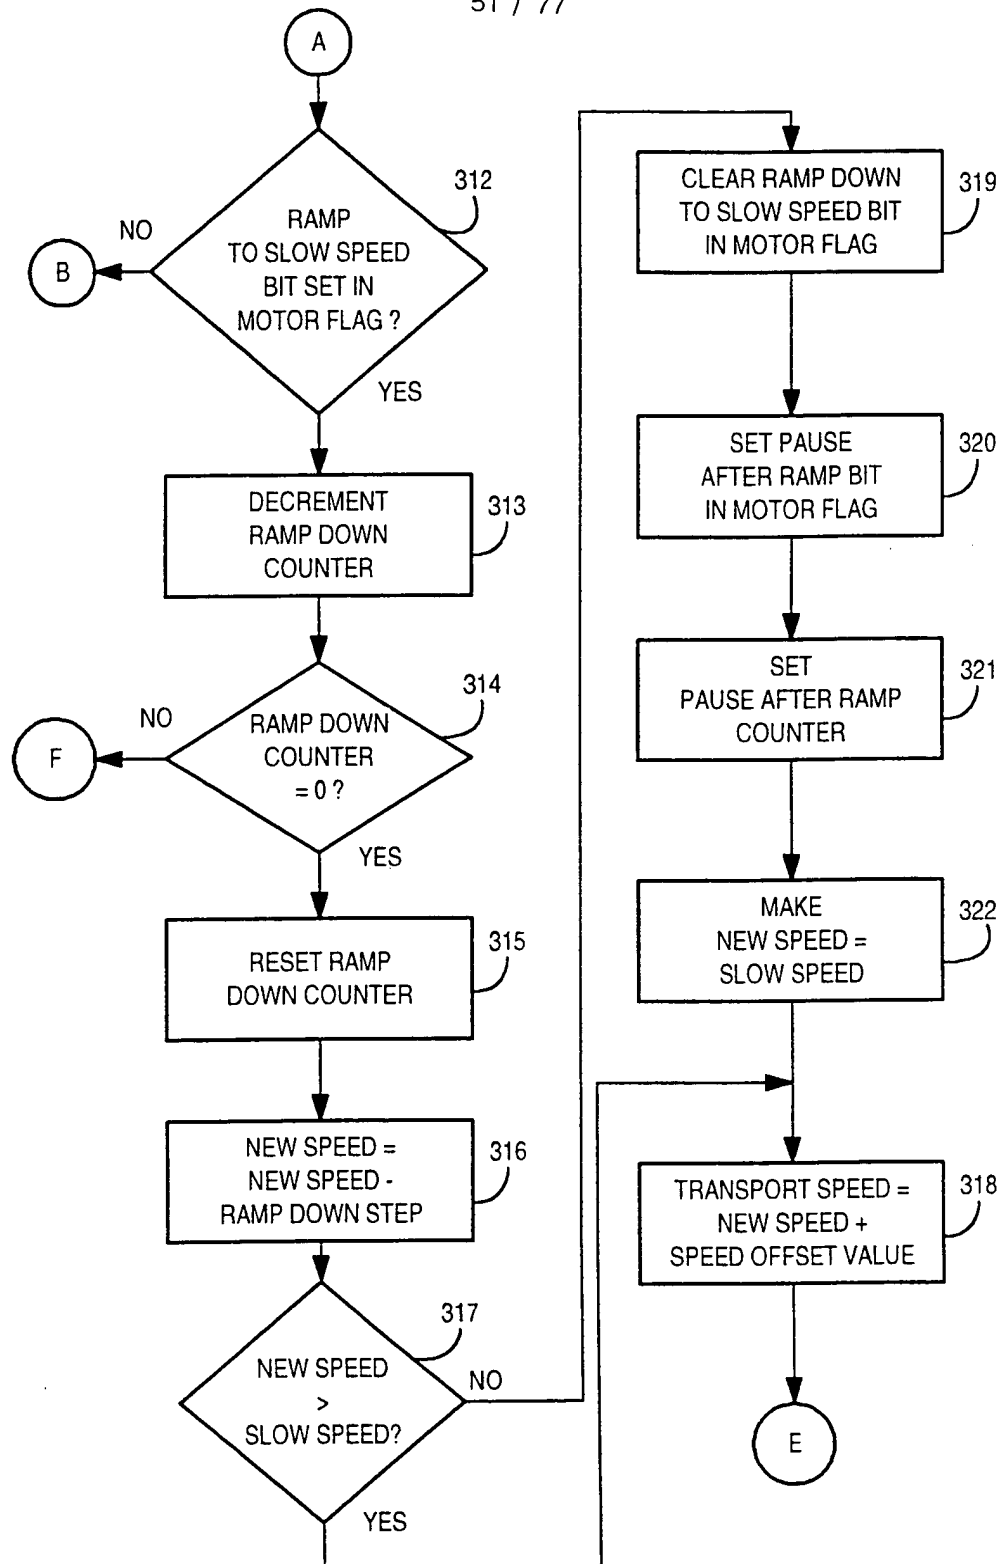 51 / 77
A
312
RAMP
TO SLOW SPEED
BIT SET IN
MOTOR FLAG ?
NO
B
YES
DECREMENT
RAMP DOWN
COUNTER
313
RAMP DOWN
COUNTER
= 0 ?
314
NO
F
YES
RESET RAMP
DOWN COUNTER
315
NEW SPEED =
NEW SPEED -
RAMP DOWN STEP
316
NEW SPEED
>
SLOW SPEED?
317
NO
YES
CLEAR RAMP DOWN
TO SLOW SPEED BIT
IN MOTOR FLAG
319
SET PAUSE
AFTER RAMP BIT
IN MOTOR FLAG
320
SET
PAUSE AFTER RAMP
COUNTER
321
MAKE
NEW SPEED =
SLOW SPEED
322
TRANSPORT SPEED =
NEW SPEED +
SPEED OFFSET VALUE
318
E